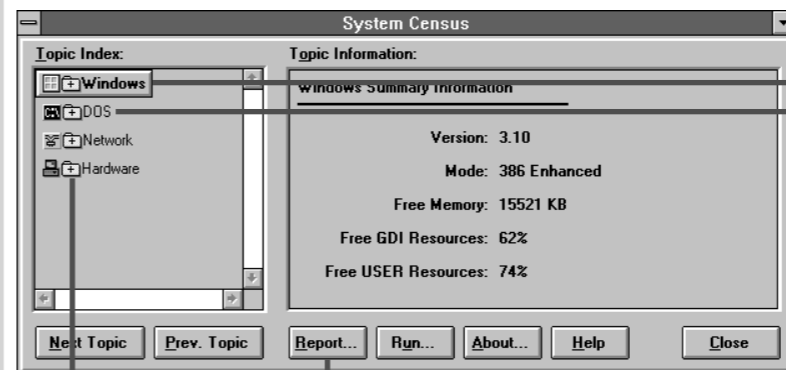 System Census
Topic Index:
Topic Information:
Windows
DOS
Network
Hardware
Windows Summary Information
Version: 3.10
Mode: 386 Enhanced
Free Memory: 15521 KB
Free GDI Resources: 62%
Free USER Resources: 74%
Next Topic Prev. Topic Report... Run... About... Help Close